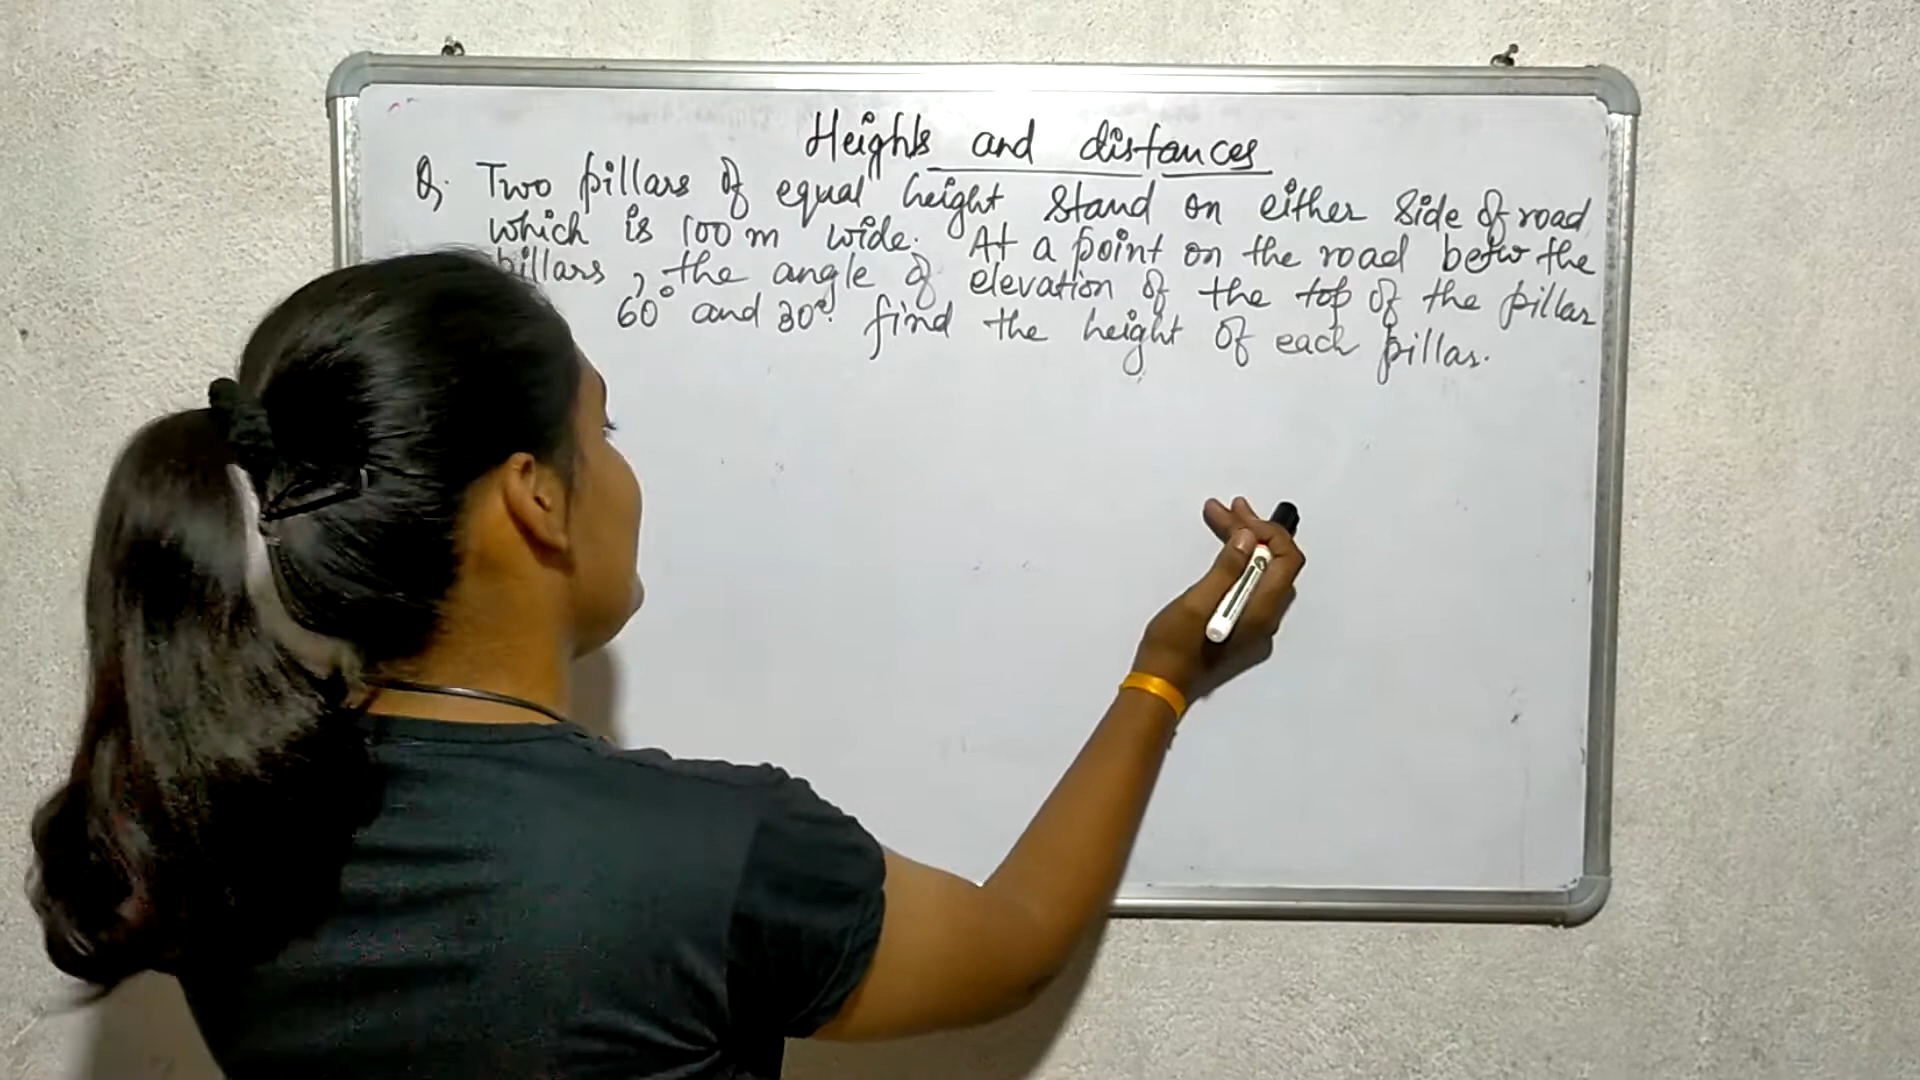 Heights and distances
Q. Two pillars of equal height stand on either side of road
which is 100 m wide. At a point on the road betw the
pillars, the angle of elevation of the top of the pillar
60° and 30°. find the height of each pillar.